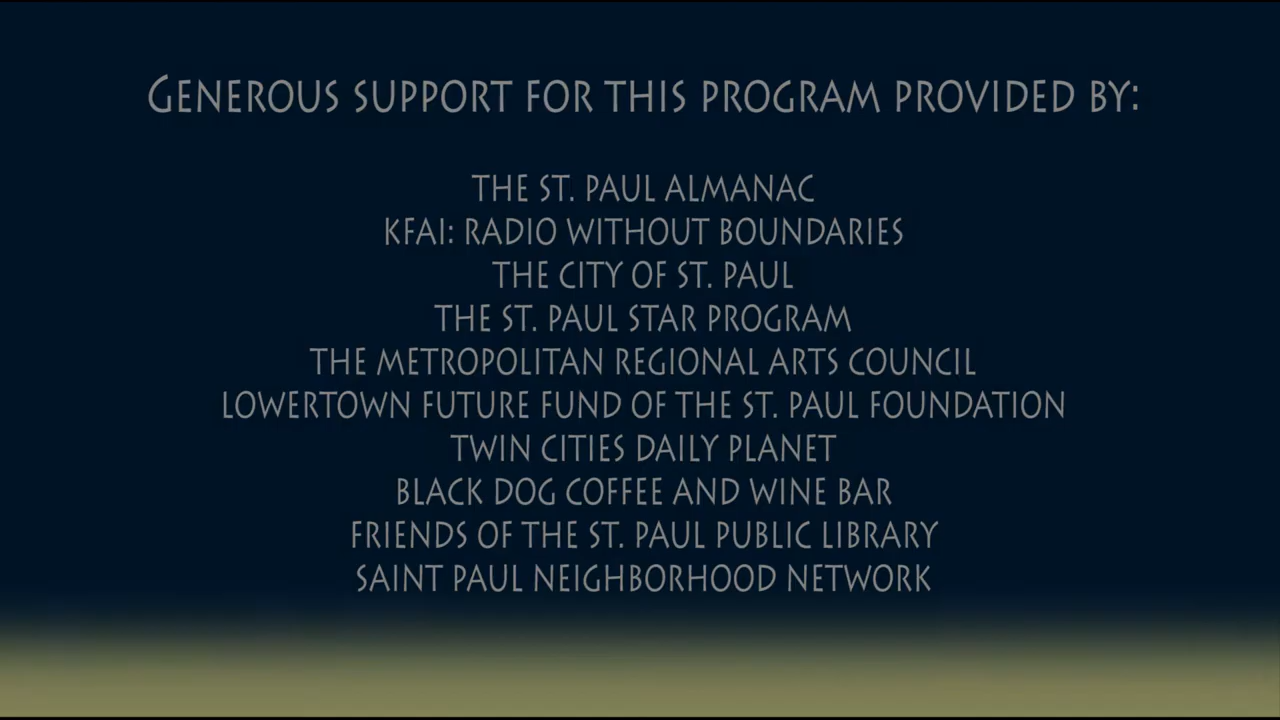 GENEROUS SUPPORT FOR THIS PROGRAM PROVIDED BY:
THE ST. PAUL ALMANAC
KFAI: RADIO WITHOUT BOUNDARIES
THE CITY OF ST. PAUL
THE ST. PAUL STAR PROGRAM
THE METROPOLITAN REGIONAL ARTS COUNCIL
LOWERTOWN FUTURE FUND OF THE ST. PAUL FOUNDATION
TWIN CITIES DAILY PLANET
BLACK DOG COFFEE AND WINE BAR
FRIENDS OF THE ST. PAUL PUBLIC LIBRARY
SAINT PAUL NEIGHBORHOOD NETWORK